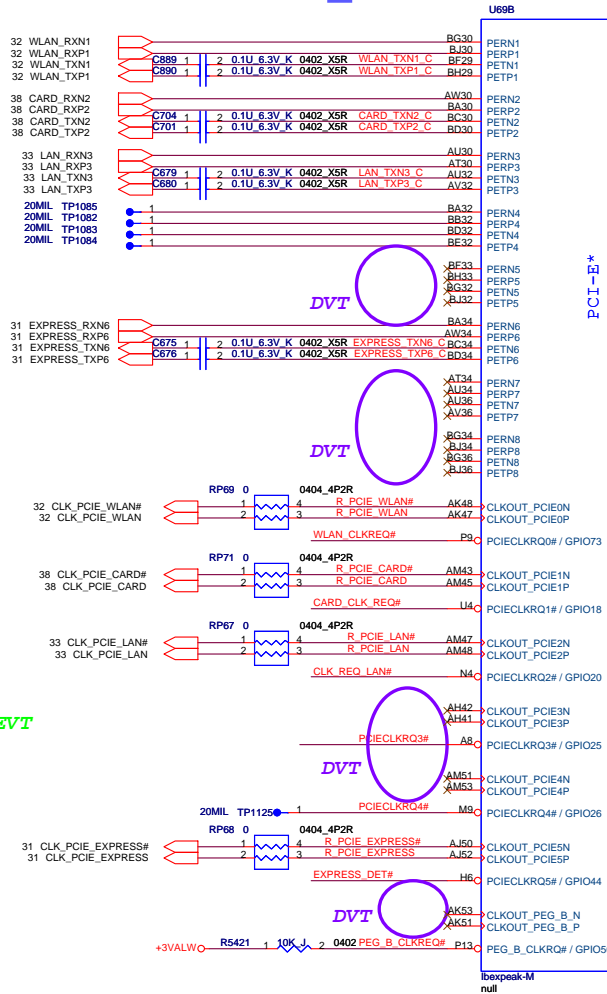 U69B
32 WLAN_RXN1 BG30 PERN1
32 WLAN_RXP1 BJ30 PERP1
32 WLAN_TXN1 C889 1 2 0.1U_6.3V_K 0402_X5R WLAN_TXN1_C BF29 PETN1
32 WLAN_TXP1 C890 1 2 0.1U_6.3V_K 0402_X5R WLAN_TXP1_C BH29 PETP1
38 CARD_RXN2 AW30 PERN2
38 CARD_RXP2 BA30 PERP2
38 CARD_TXN2 C704 1 2 0.1U_6.3V_K 0402_X5R CARD_TXN2_C BC30 PETN2
38 CARD_TXP2 C701 1 2 0.1U_6.3V_K 0402_X5R CARD_TXP2_C BD30 PETP2
33 LAN_RXN3 AU30 PERN3
33 LAN_RXP3 AT30 PERP3
33 LAN_TXN3 C679 1 2 0.1U_6.3V_K 0402_X5R LAN_TXN3_C AU32 PETN3
33 LAN_TXP3 C680 1 2 0.1U_6.3V_K 0402_X5R LAN_TXP3_C AV32 PETP3
20MIL TP1085 1 BA32 PERN4
20MIL TP1082 1 BB32 PERP4
20MIL TP1083 1 BD32 PETN4
20MIL TP1084 1 BE32 PETP4
PCI-E*
BF33 PERN5
BH33 PERP5
BG32 PETN5
DVT BJ32 PETP5
31 EXPRESS_RXN6 BA34 PERN6
31 EXPRESS_RXP6 AW34 PERP6
31 EXPRESS_TXN6 C675 1 2 0.1U_6.3V_K 0402_X5R EXPRESS_TXN6_C BC34 PETN6
31 EXPRESS_TXP6 C676 1 2 0.1U_6.3V_K 0402_X5R EXPRESS_TXP6_C BD34 PETP6
AT34 PERN7
AU34 PERP7
AU36 PETN7
AV36 PETP7
BG34 PERN8
DVT BJ34 PERP8
BG36 PETN8
BJ36 PETP8
RP69 0 0404_4P2R
32 CLK_PCIE_WLAN# 1 4 R_PCIE_WLAN# AK48 CLKOUT_PCIE0N
32 CLK_PCIE_WLAN 2 3 R_PCIE_WLAN AK47 CLKOUT_PCIE0P
WLAN_CLKREQ# P9 PCIECLKRQ0# / GPIO73
RP71 0 0404_4P2R
38 CLK_PCIE_CARD# 1 4 R_PCIE_CARD# AM43 CLKOUT_PCIE1N
38 CLK_PCIE_CARD 2 3 R_PCIE_CARD AM45 CLKOUT_PCIE1P
CARD_CLK_REQ# U4 PCIECLKRQ1# / GPIO18
RP67 0 0404_4P2R
33 CLK_PCIE_LAN# 1 4 R_PCIE_LAN# AM47 CLKOUT_PCIE2N
33 CLK_PCIE_LAN 2 3 R_PCIE_LAN AM48 CLKOUT_PCIE2P
CLK_REQ_LAN# N4 PCIECLKRQ2# / GPIO20
AH42 CLKOUT_PCIE3N
EVT AH41 CLKOUT_PCIE3P
PCIECLKRQ3# A8 PCIECLKRQ3# / GPIO25
DVT AM51 CLKOUT_PCIE4N
AM53 CLKOUT_PCIE4P
20MIL TP1125 1 PCIECLKRQ4# M9 PCIECLKRQ4# / GPIO26
RP68 0 0404_4P2R
31 CLK_PCIE_EXPRESS# 1 4 R_PCIE_EXPRESS# AJ50 CLKOUT_PCIE5N
31 CLK_PCIE_EXPRESS 2 3 R_PCIE_EXPRESS AJ52 CLKOUT_PCIE5P
EXPRESS_DET# H6 PCIECLKRQ5# / GPIO44
AK53 CLKOUT_PEG_B_N
DVT AK51 CLKOUT_PEG_B_P
+3VALW R5421 1 10K_J 2 0402 PEG_B_CLKREQ# P13 PEG_B_CLKRQ# / GPIO5
Ibexpeak-M
null